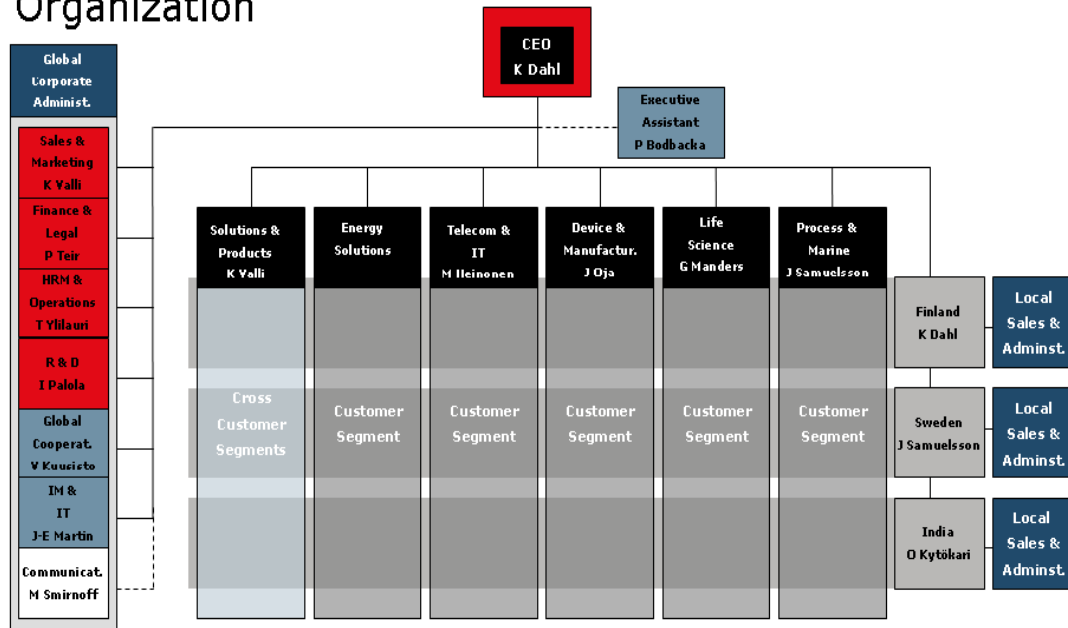 Organization
CEO
K Dahl
Global
Corporate
Administ.
Executive
Assistant
P Bodbacka
Sales &
Marketing
K Valli
Finance &
Legal
P Teir
HRM &
Operations
T Ylilauri
R & D
I Palola
Global
Cooperat.
V Kuusisto
IM &
IT
J-E Martin
Communicat.
M Smirnoff
Solutions &
Products
K Valli
Energy
Solutions
Telecom &
IT
M Heinonen
Device &
Manufactur.
J Oja
Life
Science
G Manders
Process &
Marine
J Samuelsson
Cross
Customer
Segments
Customer
Segment
Customer
Segment
Customer
Segment
Customer
Segment
Customer
Segment
Finland
K Dahl
Local
Sales &
Adminst.
Sweden
J Samuelsson
Local
Sales &
Adminst.
India
O Kytökari
Local
Sales &
Adminst.